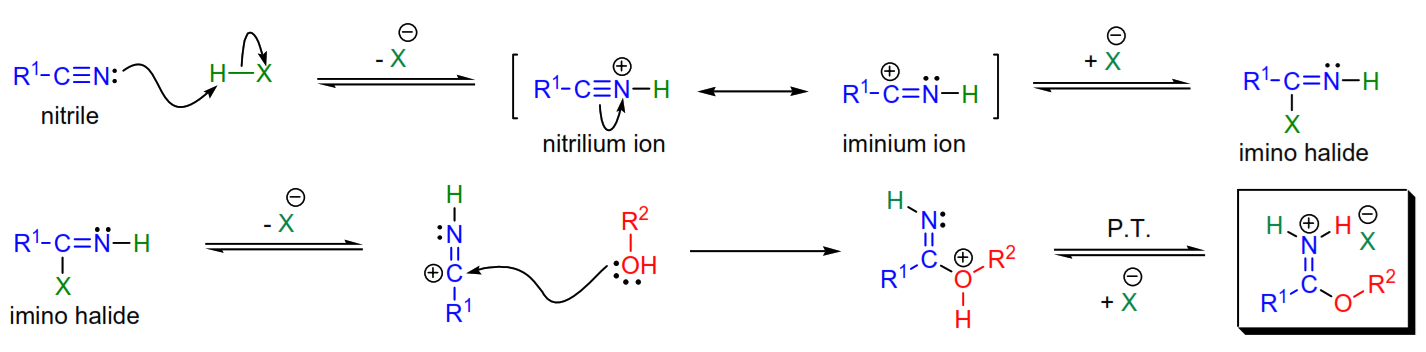 R¹–C≡N: H–X
nitrile
- X⊖
[ R¹–C≡N⊕–H ↔ R¹–C⊕=N̈–H ]
nitrilium ion
iminium ion
+ X⊖
R¹–C=N̈–H
X
imino halide
R¹–C=N̈–H
X
imino halide
- X⊖
H
:N
⊕C
R¹
R²
:OH
H
N:
C
R¹
⊕
O
R²
H
P.T.
+ X⊖
H
⊕
N
H
X⊖
C
R¹
O
R²